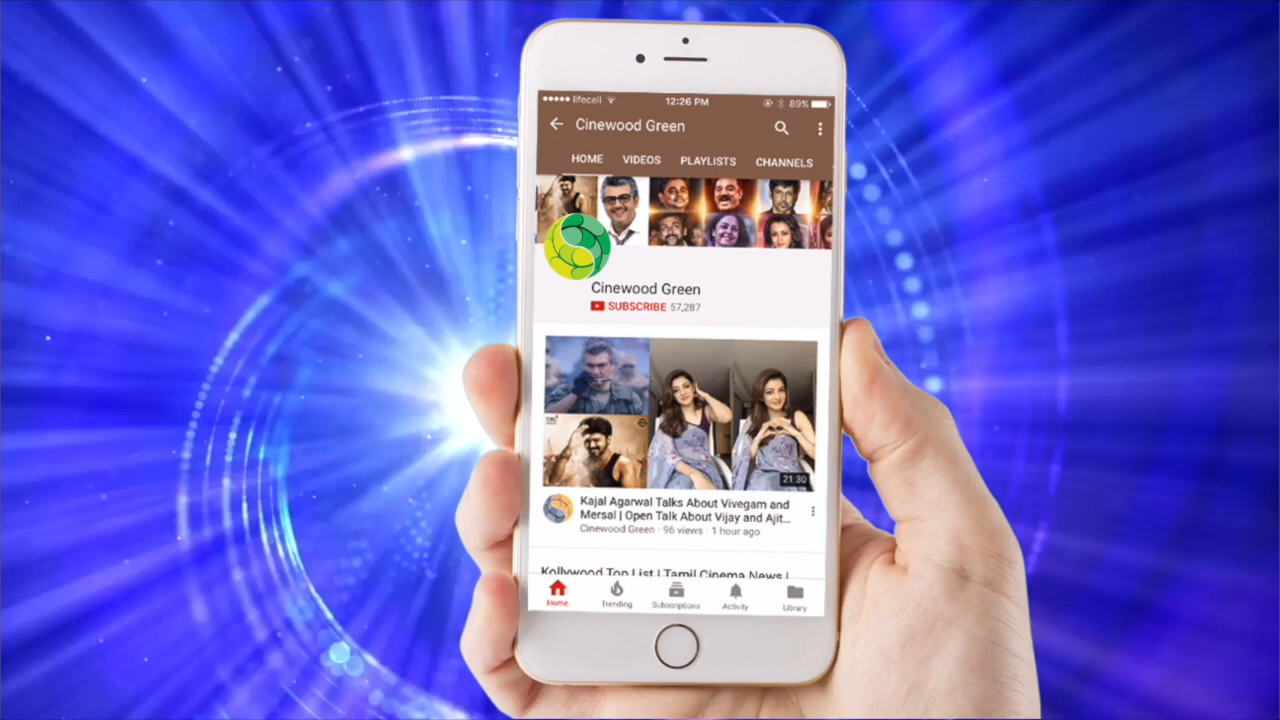 lifecell 12:26 PM 89%
Cinewood Green
HOME VIDEOS PLAYLISTS CHANNELS
Cinewood Green
SUBSCRIBE 57,287
21:30
Kajal Agarwal Talks About Vivegam and
Mersal | Open Talk About Vijay and Ajit...
Cinewood Green · 96 views · 1 hour ago
Kollywood Top List | Tamil Cinema News |
Home Trending Subscriptions Activity Library